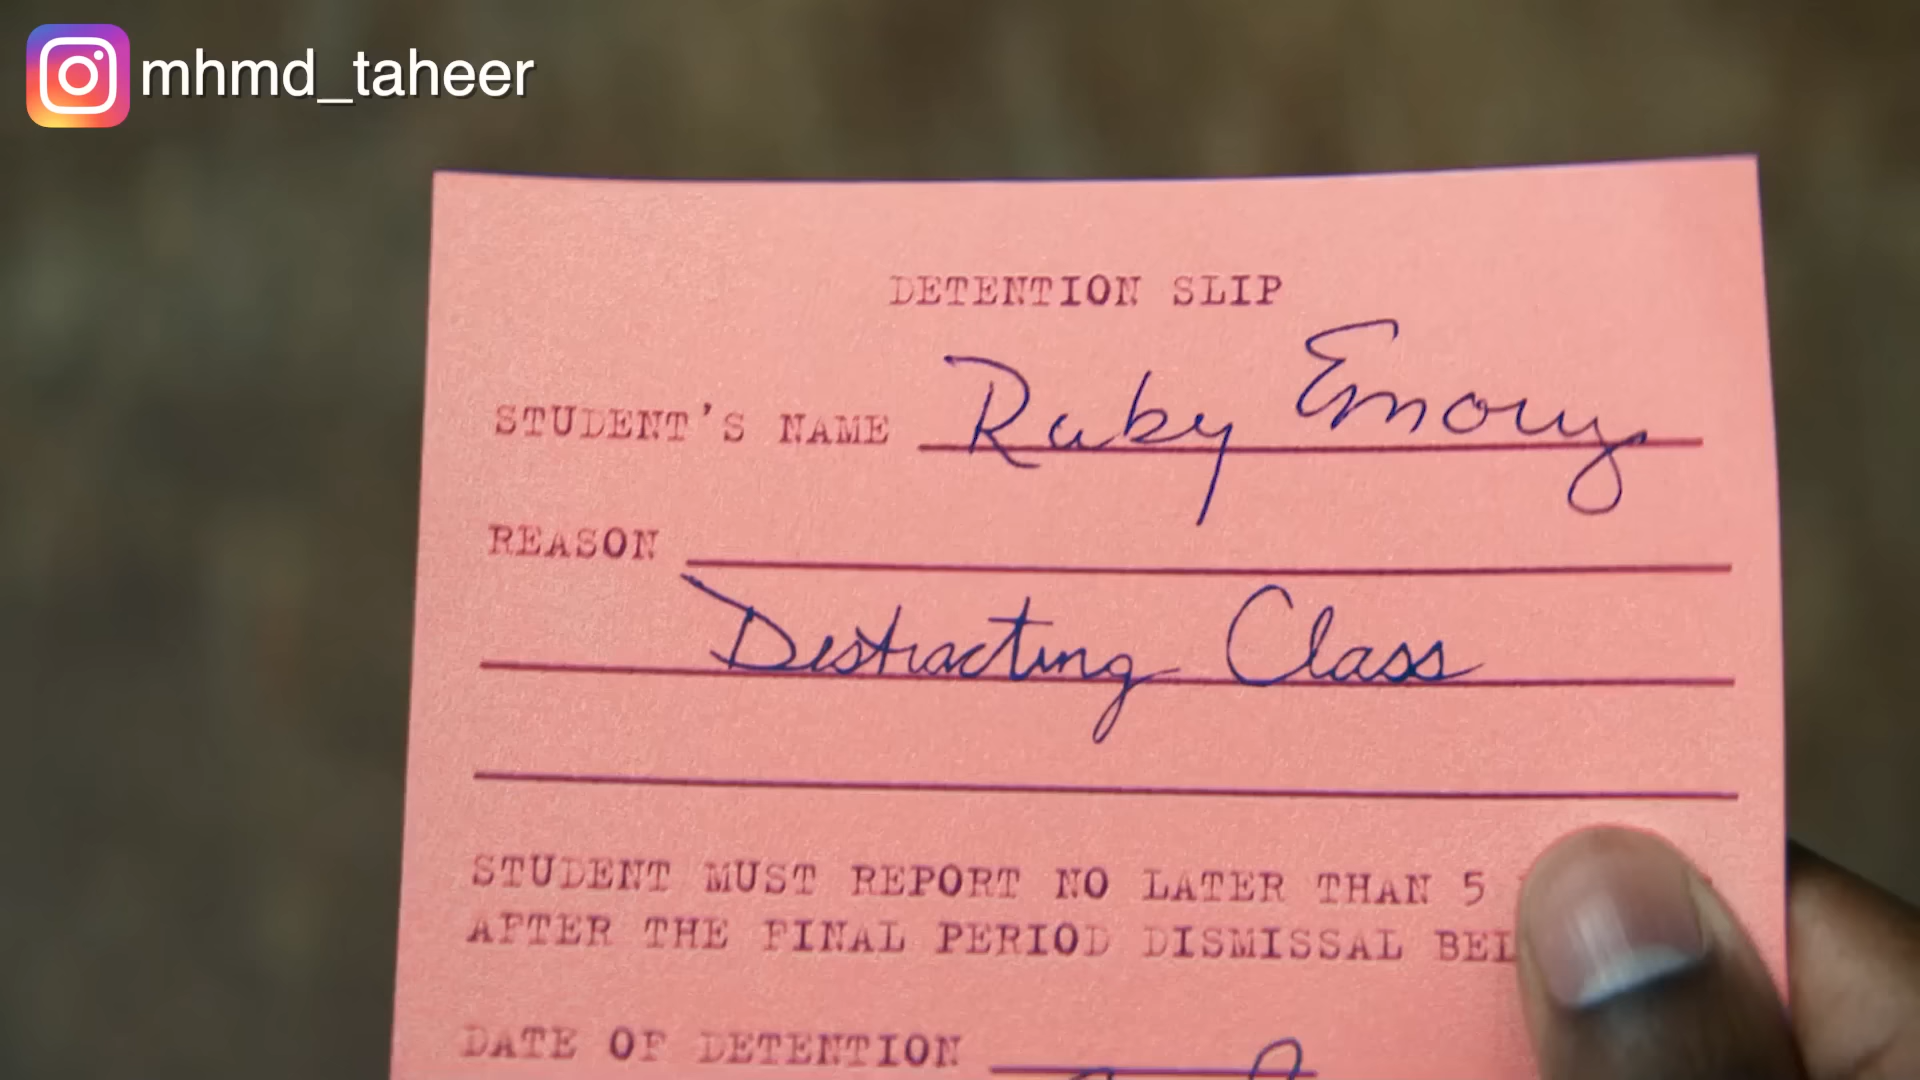 mhmd_taheer
DETENTION SLIP
STUDENT'S NAME Ruby Emory
REASON
Distracting Class
STUDENT MUST REPORT NO LATER THAN 5
AFTER THE FINAL PERIOD DISMISSAL
DATE OF DETENTION